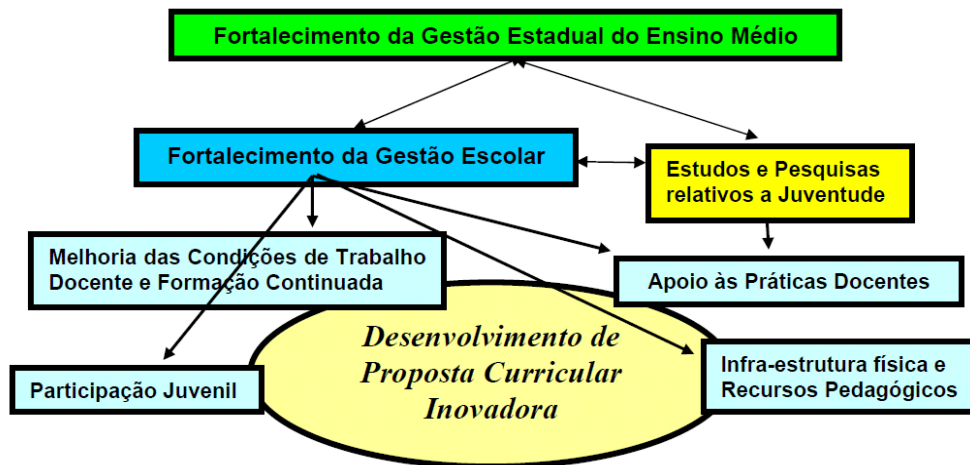 Fortalecimento da Gestão Estadual do Ensino Médio
Fortalecimento da Gestão Escolar
Estudos e Pesquisas
relativos a Juventude
Melhoria das Condições de Trabalho
Docente e Formação Continuada
Apoio às Práticas Docentes
Desenvolvimento de
Proposta Curricular
Inovadora
Participação Juvenil
Infra-estrutura física e
Recursos Pedagógicos